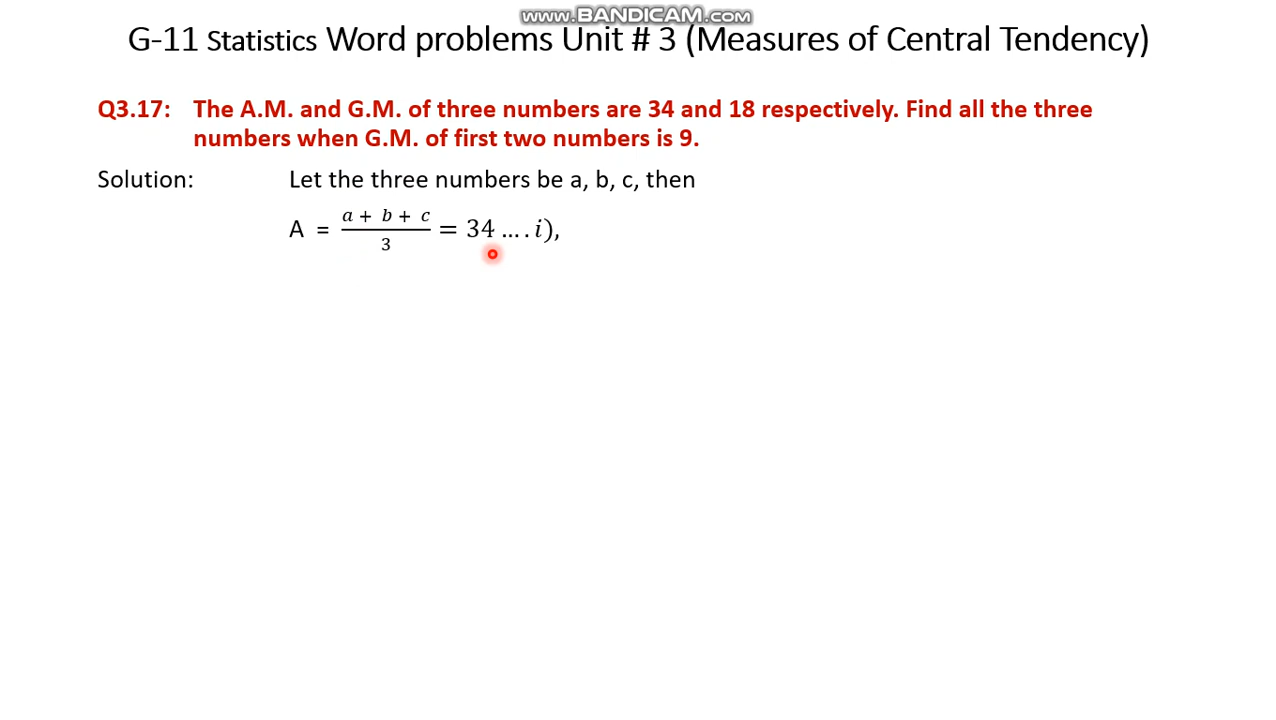 www.BANDICAM.com
G-11 Statistics Word problems Unit # 3 (Measures of Central Tendency)
Q3.17: The A.M. and G.M. of three numbers are 34 and 18 respectively. Find all the three
numbers when G.M. of first two numbers is 9.
Solution: Let the three numbers be a, b, c, then
A = (a + b + c)/3 = 34 ... . i),